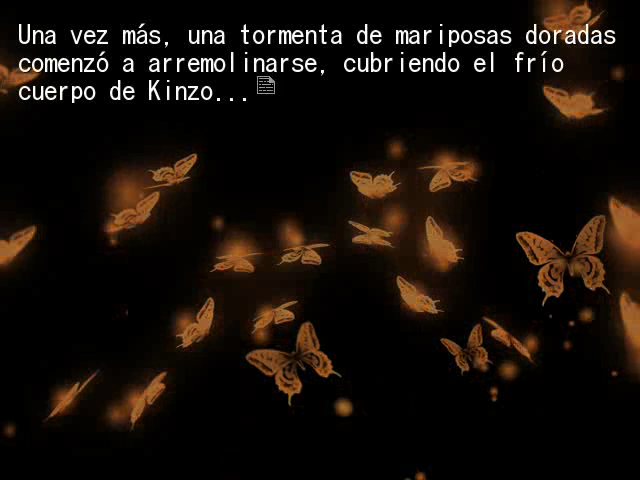 Una vez más, una tormenta de mariposas doradas
comenzó a arremolinarse, cubriendo el frío
cuerpo de Kinzo...